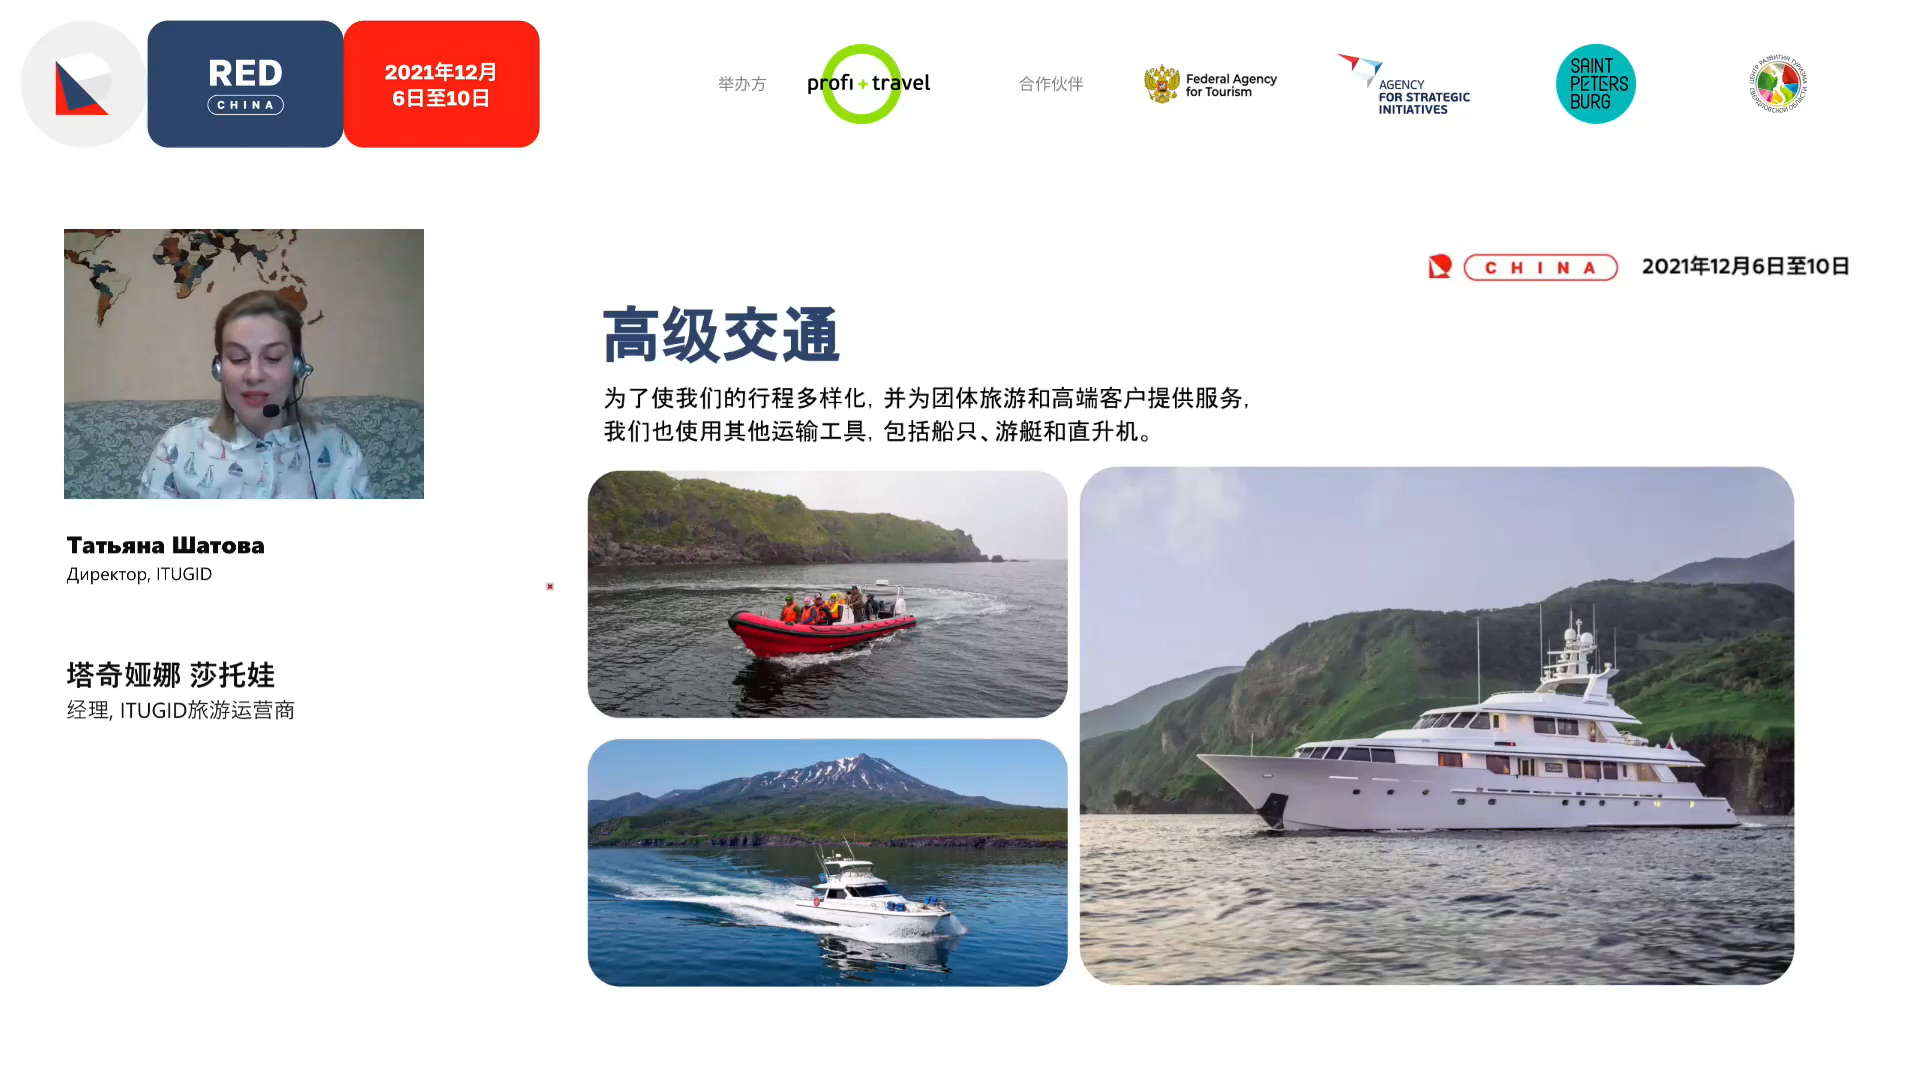 RED
CHINA
2021年12月
6日至10日
举办方
profi + travel
合作伙伴
Federal Agency
for Tourism
AGENCY
FOR STRATEGIC
INITIATIVES
SAINT
PETERS
BURG
ЦЕНТР РАЗВИТИЯ ТУРИЗМА
СВЕРДЛОВСКОЙ ОБЛАСТИ
CHINA
2021年12月6日至10日
高级交通
为了使我们的行程多样化, 并为团体旅游和高端客户提供服务,
我们也使用其他运输工具, 包括船只、游艇和直升机。
Татьяна Шатова
Директор, ITUGID
塔奇娅娜 莎托娃
经理, ITUGID旅游运营商